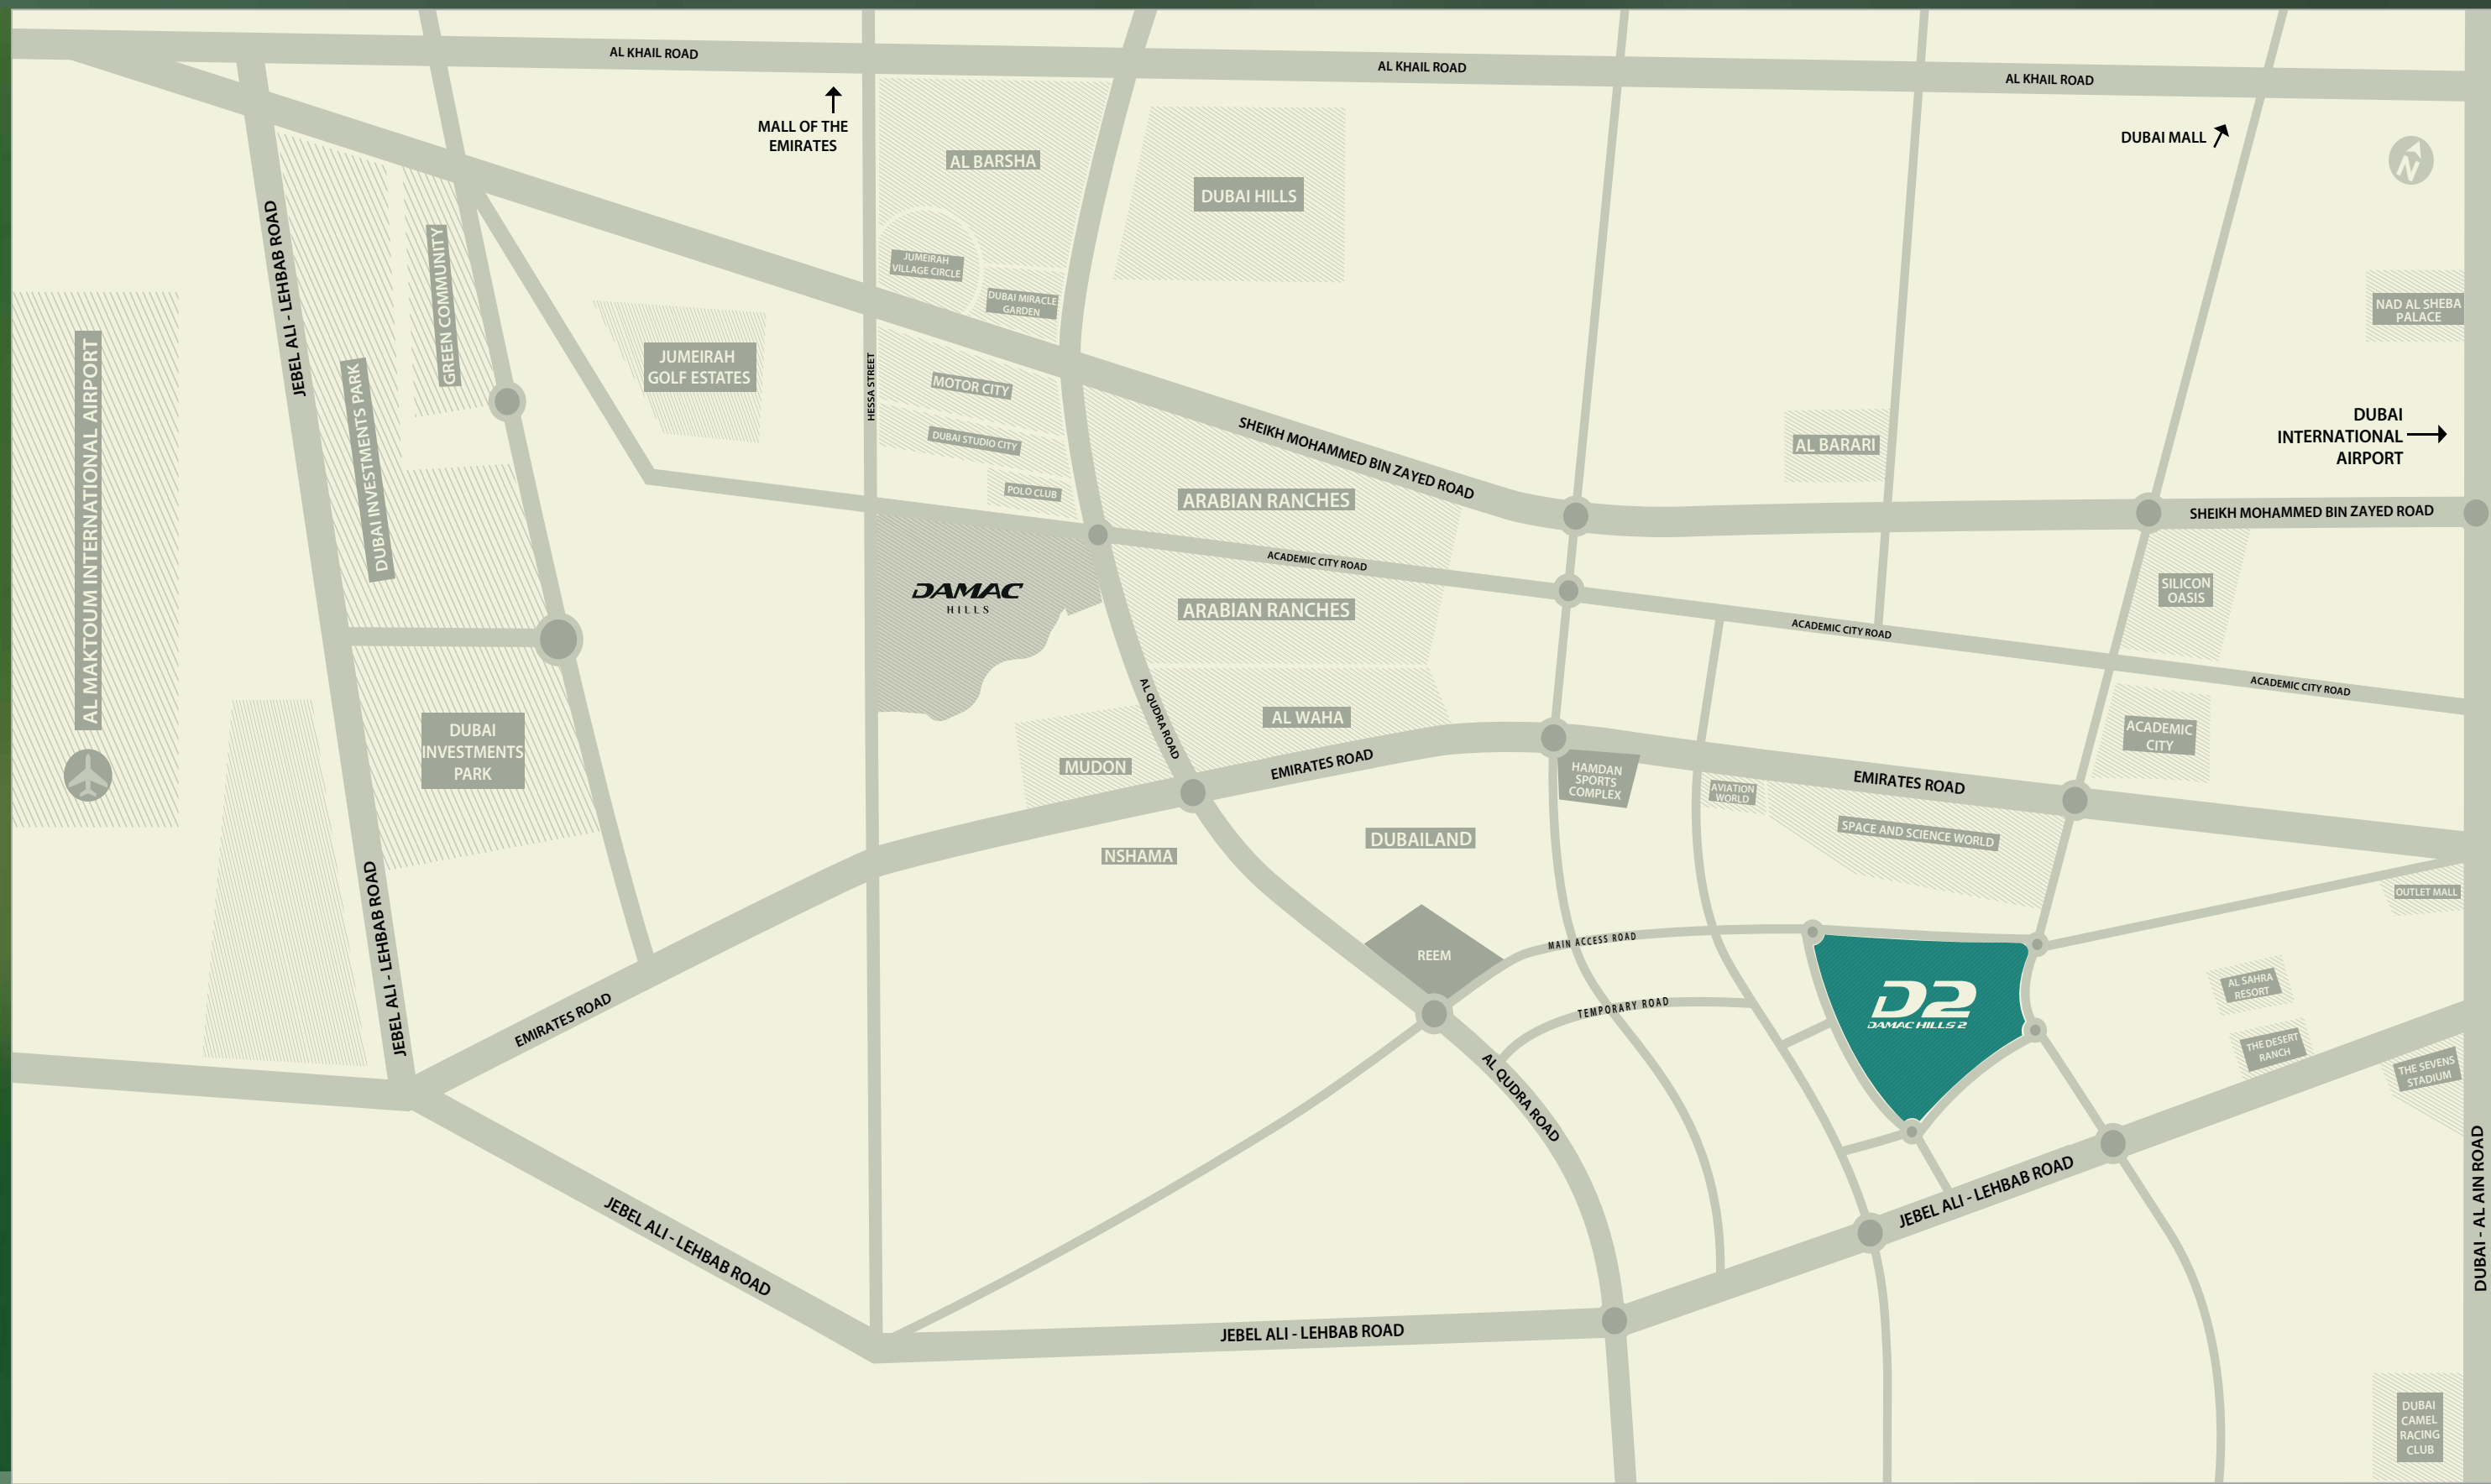 AL KHAIL ROAD
AL KHAIL ROAD
AL KHAIL ROAD
MALL OF THE
EMIRATES
DUBAI MALL
N
AL BARSHA
DUBAI HILLS
JEBEL ALI - LEHBAB ROAD
GREEN COMMUNITY
JUMEIRAH
VILLAGE CIRCLE
DUBAI MIRACLE
GARDEN
NAD AL SHEBA
PALACE
AL MAKTOUM INTERNATIONAL AIRPORT
DUBAI INVESTMENTS PARK
JUMEIRAH
GOLF ESTATES
HESSA STREET
MOTOR CITY
DUBAI STUDIO CITY
POLO CLUB
SHEIKH MOHAMMED BIN ZAYED ROAD
AL BARARI
DUBAI
INTERNATIONAL
AIRPORT
ARABIAN RANCHES
SHEIKH MOHAMMED BIN ZAYED ROAD
ACADEMIC CITY ROAD
DAMAC
HILLS
ARABIAN RANCHES
SILICON
OASIS
ACADEMIC CITY ROAD
ACADEMIC CITY ROAD
AL QUDRA ROAD
AL WAHA
ACADEMIC
CITY
DUBAI
INVESTMENTS
PARK
MUDON
EMIRATES ROAD
HAMDAN
SPORTS
COMPLEX
AVIATION
WORLD
EMIRATES ROAD
SPACE AND SCIENCE WORLD
DUBAILAND
NSHAMA
OUTLET MALL
JEBEL ALI - LEHBAB ROAD
REEM
MAIN ACCESS ROAD
TEMPORARY ROAD
D2
DAMAC HILLS 2
AL SAHRA
RESORT
THE DESERT
RANCH
THE SEVENS
STADIUM
EMIRATES ROAD
AL QUDRA ROAD
JEBEL ALI - LEHBAB ROAD
JEBEL ALI - LEHBAB ROAD
JEBEL ALI - LEHBAB ROAD
DUBAI - AL AIN ROAD
DUBAI
CAMEL
RACING
CLUB